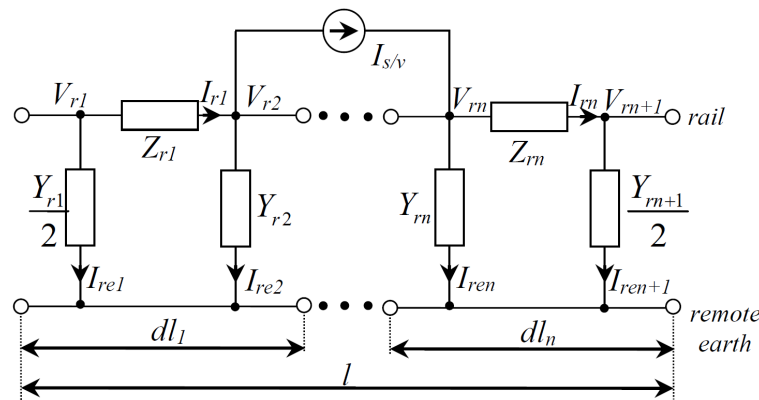 I_{s/v}
V_{r1} I_{r1} V_{r2} V_{rn} I_{rn} V_{rn+1} rail
Z_{r1} Z_{rn}
Y_{r1}/2 Y_{r2} Y_{rn} Y_{rn+1}/2
I_{re1} I_{re2} I_{ren} I_{ren+1}
remote
earth
dl_1 dl_n
l